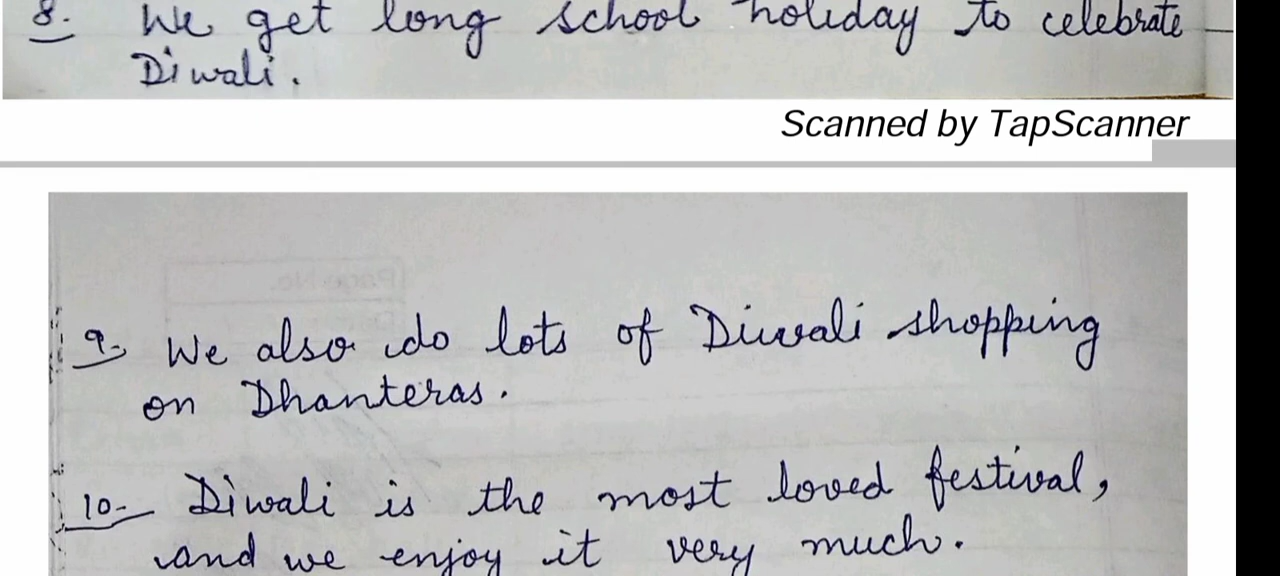 8. We get long school holiday to celebrate
Diwali.
Scanned by TapScanner
9. We also do lots of Diwali shopping
on Dhanteras.
10. Diwali is the most loved festival,
and we enjoy it very much.